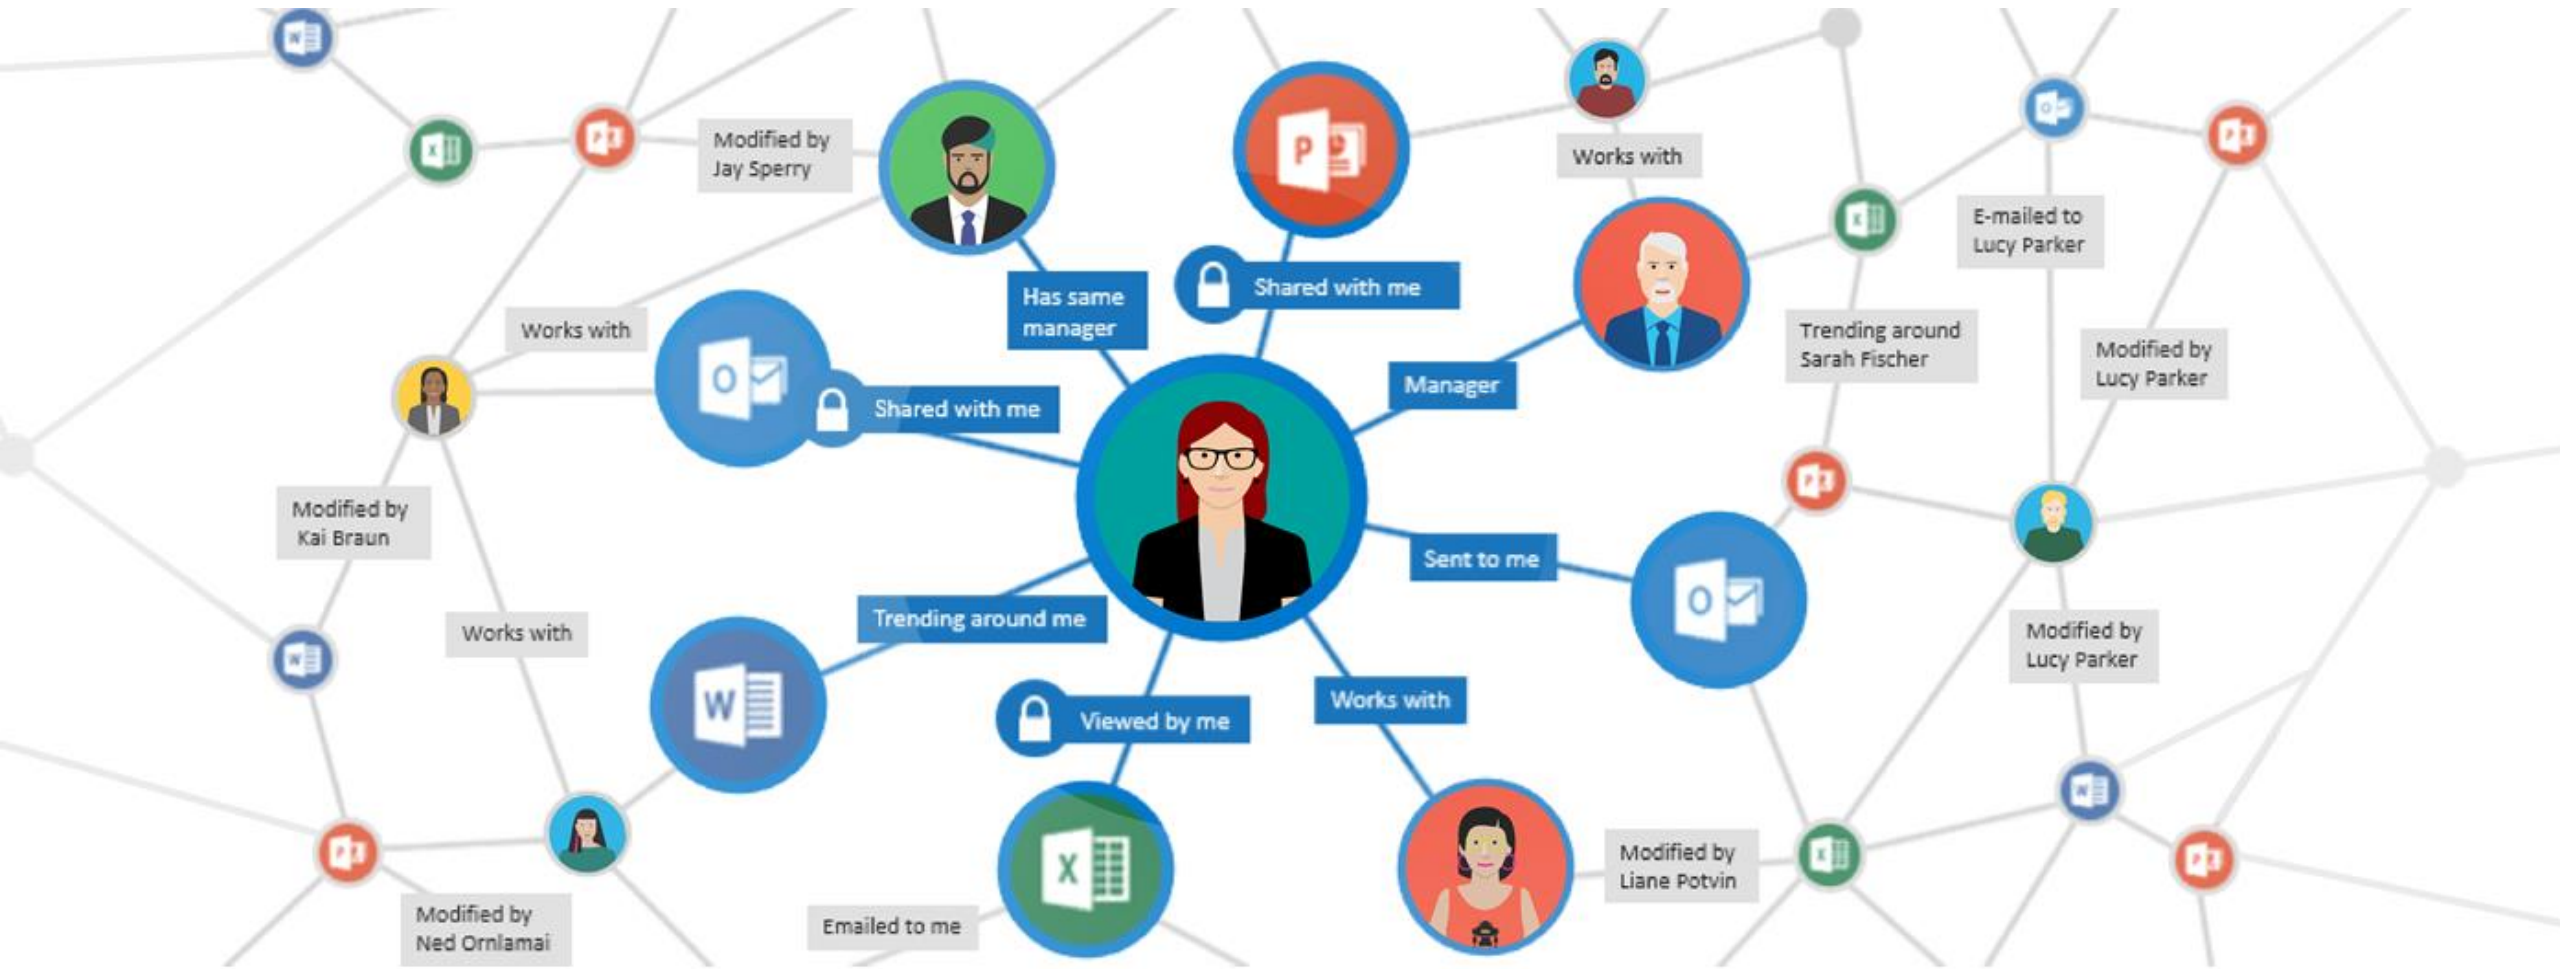 Modified by
Jay Sperry
Works with
E-mailed to
Lucy Parker
Has same
manager
Shared with me
Works with
Trending around
Sarah Fischer
Modified by
Lucy Parker
Manager
Shared with me
Modified by
Kai Braun
Sent to me
Works with
Trending around me
Modified by
Lucy Parker
Works with
Viewed by me
Modified by
Liane Potvin
Modified by
Ned Ornlamai
Emailed to me
W
X
P
P
O
P
X
O
P
O
W
W
W
X
X
P
P